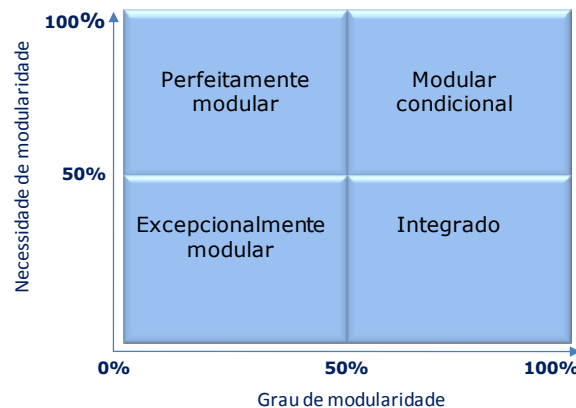 100%
Perfeitamente
modular
Modular
condicional
Necessidade de modularidade
50%
Excepcionalmente
modular
Integrado
0%
50%
100%
Grau de modularidade